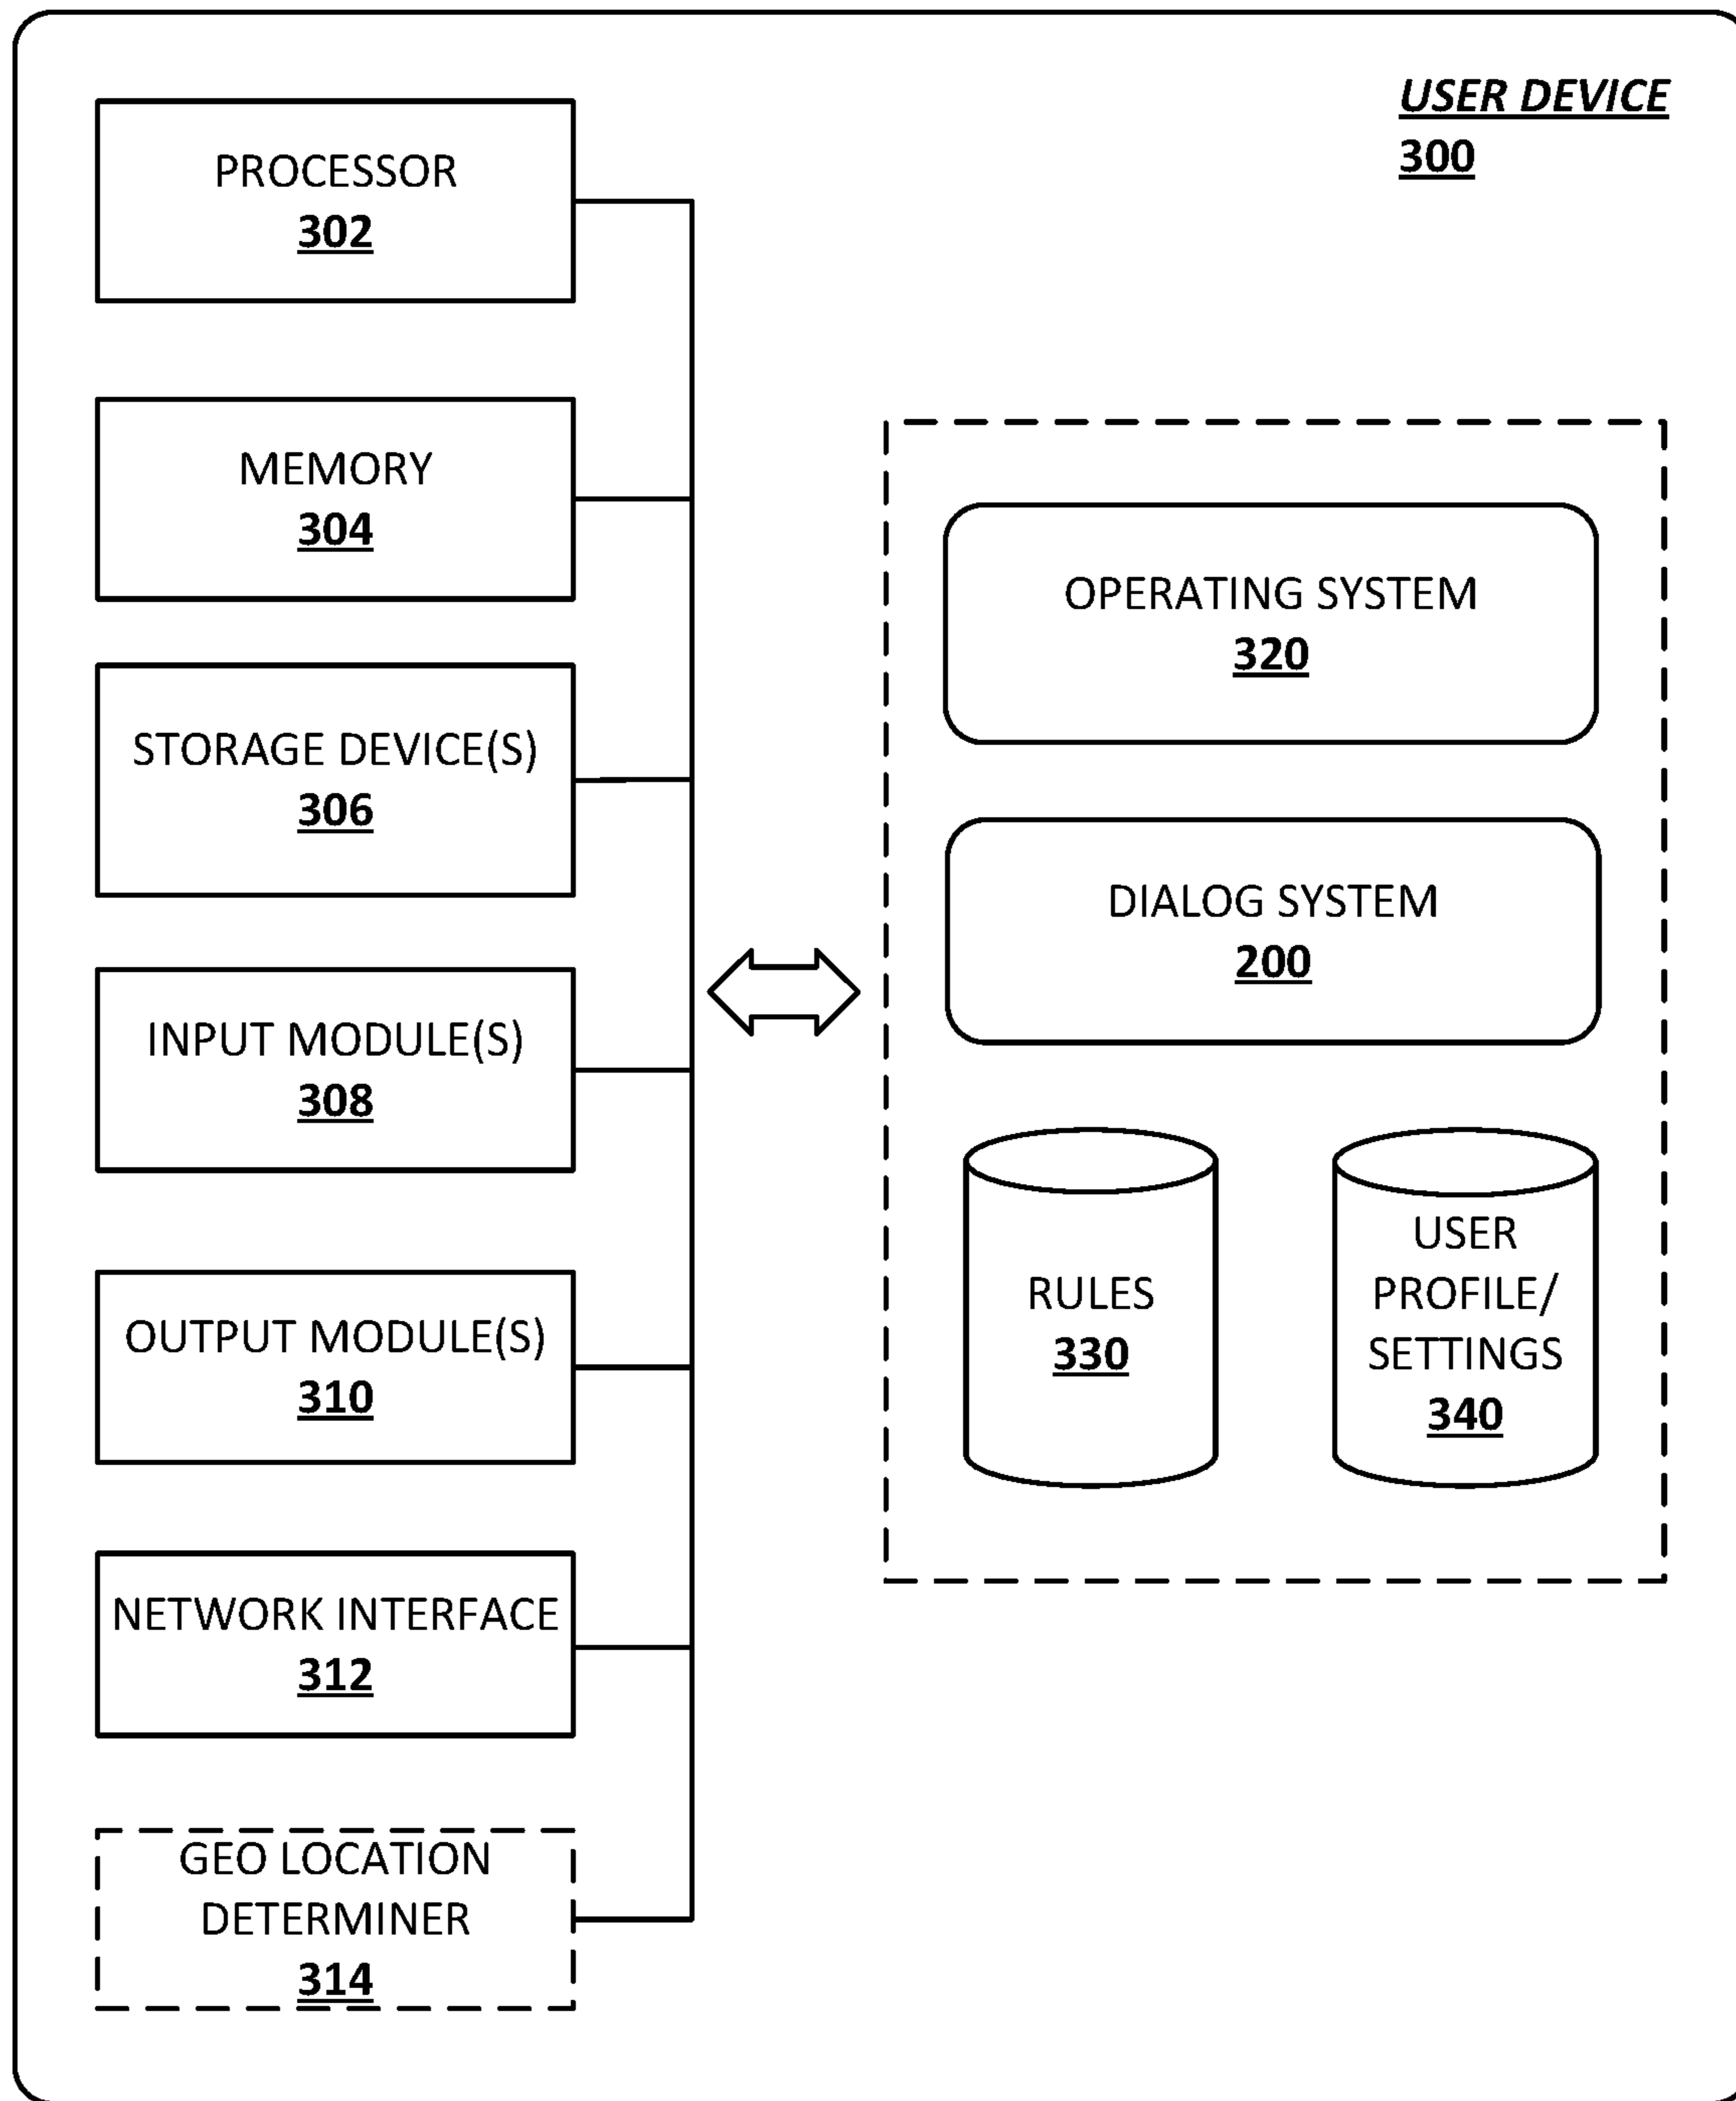 USER DEVICE
300
PROCESSOR
302
MEMORY
304
STORAGE DEVICE(S)
306
INPUT MODULE(S)
308
OUTPUT MODULE(S)
310
NETWORK INTERFACE
312
GEO LOCATION
DETERMINER
314
OPERATING SYSTEM
320
DIALOG SYSTEM
200
RULES
330
USER
PROFILE/
SETTINGS
340